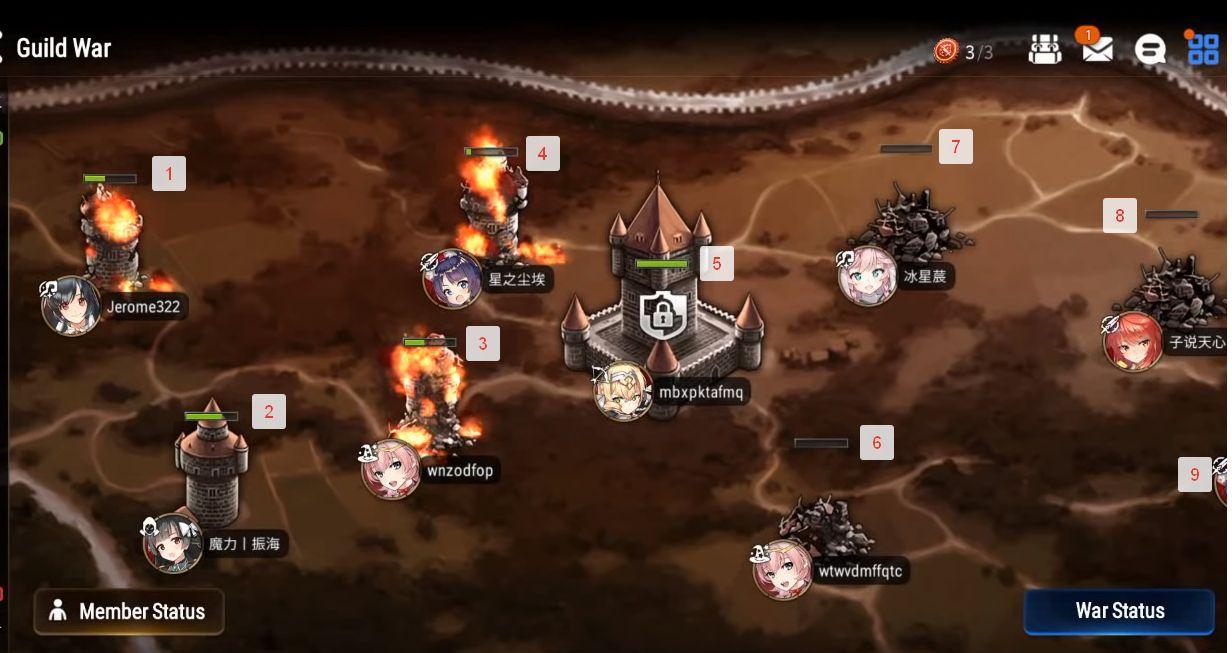 Guild War
3/3
1
1
Jerome322
2
魔力丨振海
3
wnzodfop
4
星之尘埃
5
mbxpktafmq
6
wtwvdmffqtc
7
冰星莀
8
子说天心
9
Member Status
War Status